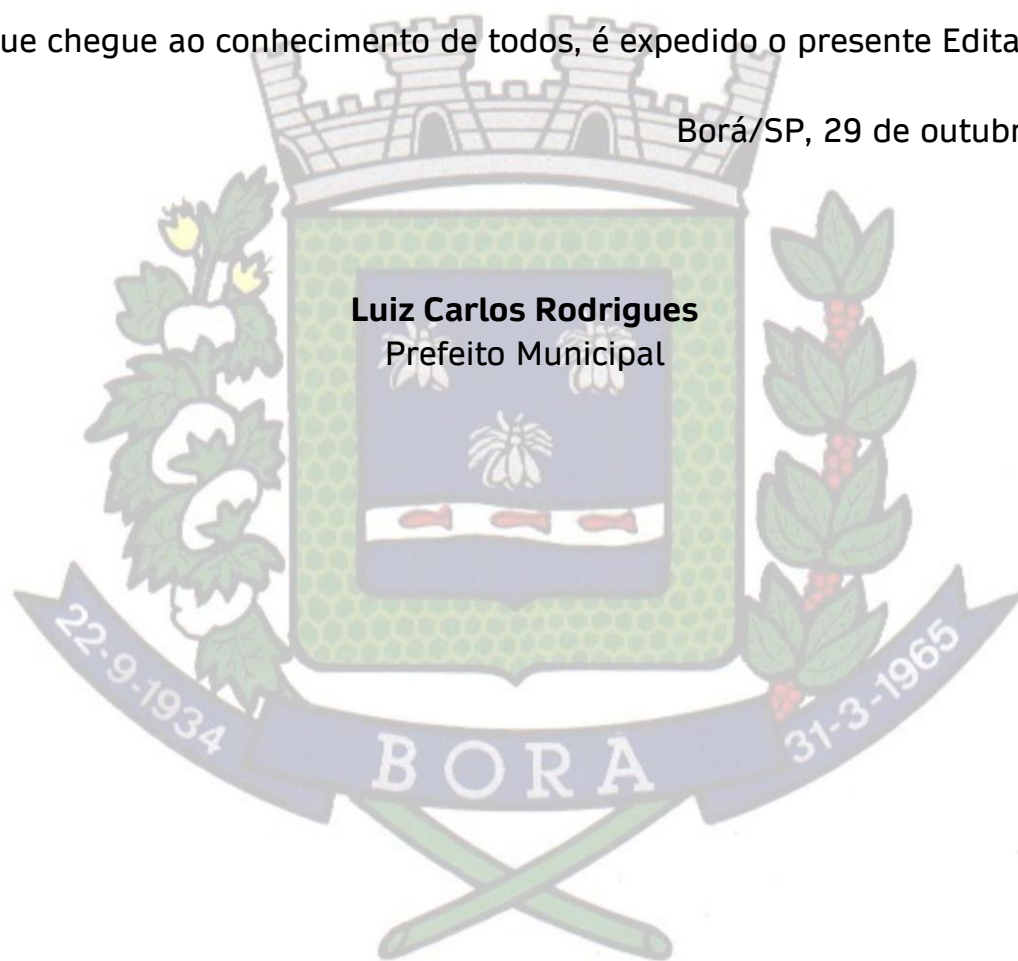 ue chegue ao conhecimento de todos, é expedido o presente Edita
Borá/SP, 29 de outubr
Luiz Carlos Rodrigues
Prefeito Municipal
22-9-1934
BORÁ
31-3-1965